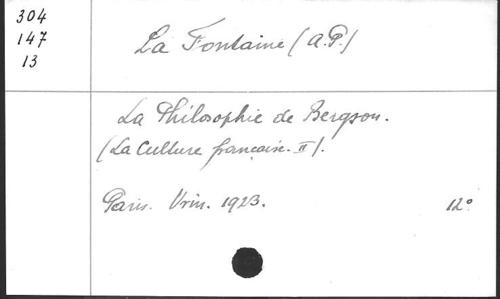 304
147
13
La Fontaine (A.P.)
La Philosophie de Bergson.
(La Culture française. II).
Paris. Vrin. 1923. 12°